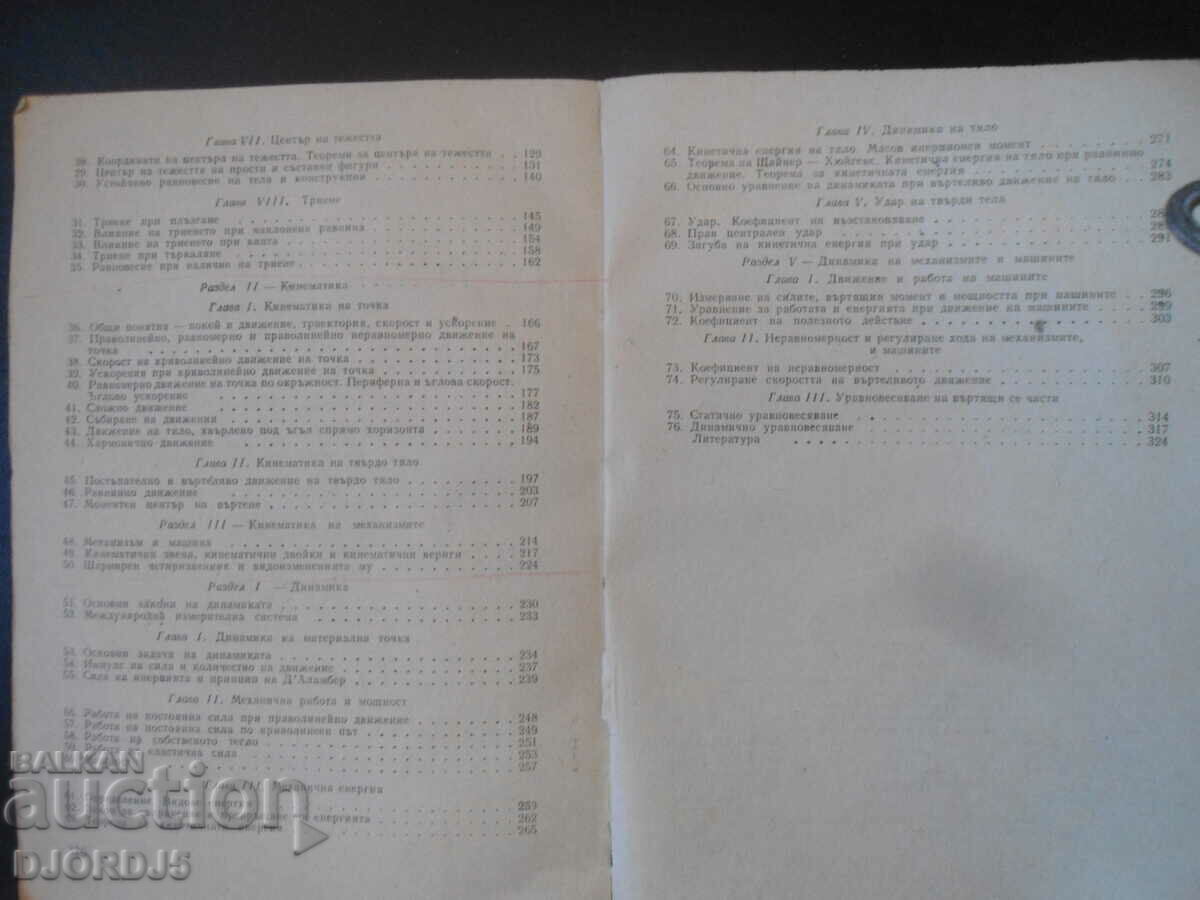 Глава VII. Център на тежестта
28. Координати на центъра на тежестта. Теореми за центъра на тежестта . . 129
29. Център на тежестта на прости и съставни фигури . . . . . . 131
30. Устойчиво равновесие на тела и конструкции . . . . . . 140
Глава VIII. Триене
31. Триене при плъзгане . . . . . . 145
32. Влияние на триенето при наклонена равнина . . . . . . 149
33. Влияние на триенето при винта . . . . . . 154
34. Триене при търкаляне . . . . . . 158
35. Равновесие при налично на триене . . . . . . 162
Раздел II — Кинематика
Глава I. Кинематика на точка
36. Общи понятия — покой и движение, траектория, скорост и ускорение . 166
37. Праволинейно, равномерно и праволинейно неравномерно движение на
точка . . . . . . 167
38. Скорост на криволинейно движение на точка . . . . . . 173
39. Ускорения при криволинейно движение на точка . . . . . . 175
40. Равномерно движение на точка по окръжност. Периферна и ъглова скорост.
Ъглово ускорение . . . . . . 177
41. Сложно движение . . . . . . 182
42. Събиране на движения . . . . . . 187
43. Движение на тяло, хвърлено под ъгъл спрямо хоризонта . . . . . . 189
44. Хармонично движение . . . . . . 194
Глава II. Кинематика на твърдо тяло
45. Постъпателно и въртеливо движение на твърдо тяло . . . . . . 197
46. Равнинно движение . . . . . . 203
47. Моментен център на въртене . . . . . . 207
Раздел III — Кинематика на механизмите
48. Механизъм и машина . . . . . . 214
49. Кинематични звена, кинематични двойки и кинематични вериги . . . . 217
50. Шарнирен четиризвенник и видоизмененията му . . . . . . 224
Раздел I — Динамика
51. Основни закони на динамиката . . . . . . 230
52. Международна измерителна система . . . . . . 233
Глава I. Динамика на материална точка
53. Основни задачи на динамиката . . . . . . 234
54. Импулс на сила и количество на движение . . . . . . 237
55. Сила на инерцията и принцип на Д'Аламбер . . . . . . 239
Глава II. Механична работа и мощност
56. Работа на постоянна сила при праволинейно движение . . . . . . 248
57. Работа на постоянна сила по криволинеен път . . . . . . 249
58. Работа на собственото тегло . . . . . . 251
59. еластична сила . . . . . . 253
257
Глава III. енергия
259
262
265
Глава IV. Динамика на тяло
64. Кинетична енергия на тяло. Масов инерционен момент . . . . 271
65. Теорема на Щайнер — Хюйгенс. Кинетична енергия на тяло при равнинно
движение. Теорема за кинетичната енергия . . . . . . 274
66. Основно уравнение на динамиката при въртеливо движение на тяло . . 283
Глава V. Удар на твърди тела
67. Удар. Коефициент на възстановяване . . . . . .
68. Прав централен удар . . . . . .
69. Загуба на кинетична енергия при удар . . . . . . 291
Раздел V — Динамика на механизмите и машините
Глава I. Движение и работа на машините
70. Измерване на силите, въртящия момент и мощността при машините . . . 296
71. Уравнение за работата и енергията при движение на машините . . . . 299
72. Коефициент на полезното действие . . . . . . 303
Глава II. Неравномерност и регулиране хода на механизмите,
и машините
73. Коефициент на неравномерност . . . . . . 307
74. Регулиране скоростта на въртеливото движение . . . . . . 310
Глава III. Уравновесяване на въртящи се части
75. Статично уравновесяване . . . . . . 314
76. Динамично уравновесяване . . . . . . 317
Литература . . . . . . 324
BALKAN
auction
DJORDJ5